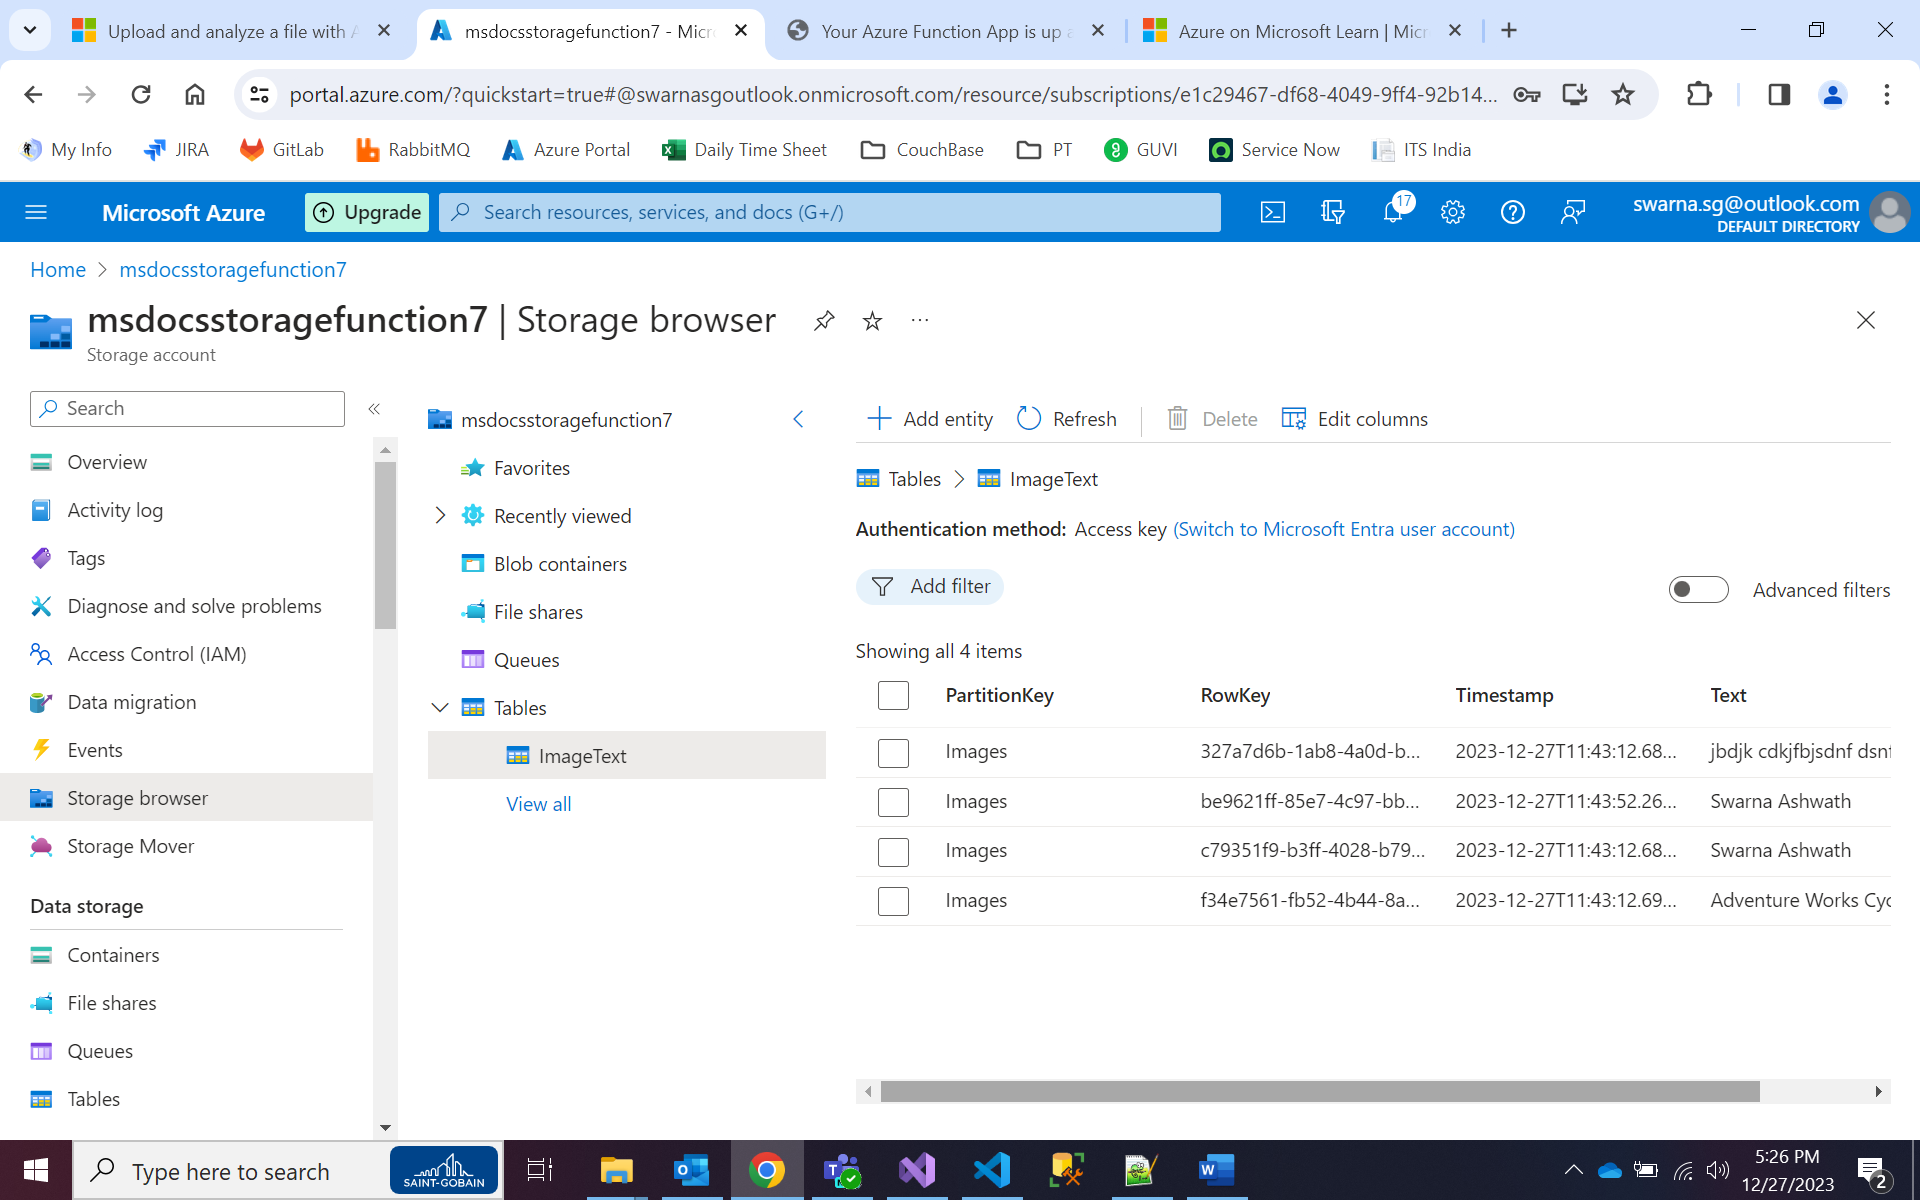 Upload and analyze a file with A
msdocsstoragefunction7 - Micro
Your Azure Function App is up a
Azure on Microsoft Learn | Micr
portal.azure.com/?quickstart=true#@swarnasgoutlook.onmicrosoft.com/resource/subscriptions/e1c29467-df68-4049-9ff4-92b14...
My Info
JIRA
GitLab
RabbitMQ
Azure Portal
Daily Time Sheet
CouchBase
PT
GUVI
Service Now
ITS India
Microsoft Azure
Upgrade
Search resources, services, and docs (G+/)
17
swarna.sg@outlook.com
DEFAULT DIRECTORY
Home > msdocsstoragefunction7
msdocsstoragefunction7 | Storage browser
Storage account
Search
Overview
Activity log
Tags
Diagnose and solve problems
Access Control (IAM)
Data migration
Events
Storage browser
Storage Mover
Data storage
Containers
File shares
Queues
Tables
msdocsstoragefunction7
Favorites
Recently viewed
Blob containers
File shares
Queues
Tables
ImageText
View all
Add entity
Refresh
Delete
Edit columns
Tables > ImageText
Authentication method: Access key (Switch to Microsoft Entra user account)
Add filter
Advanced filters
Showing all 4 items
PartitionKey RowKey Timestamp Text
Images 327a7d6b-1ab8-4a0d-b... 2023-12-27T11:43:12.68... jbdjk cdkjfbjsdnf dsnf
Images be9621ff-85e7-4c97-bb... 2023-12-27T11:43:52.26... Swarna Ashwath
Images c79351f9-b3ff-4028-b79... 2023-12-27T11:43:12.68... Swarna Ashwath
Images f34e7561-fb52-4b44-8a... 2023-12-27T11:43:12.69... Adventure Works Cyc
Type here to search
SAINT-GOBAIN
5:26 PM
12/27/2023
2